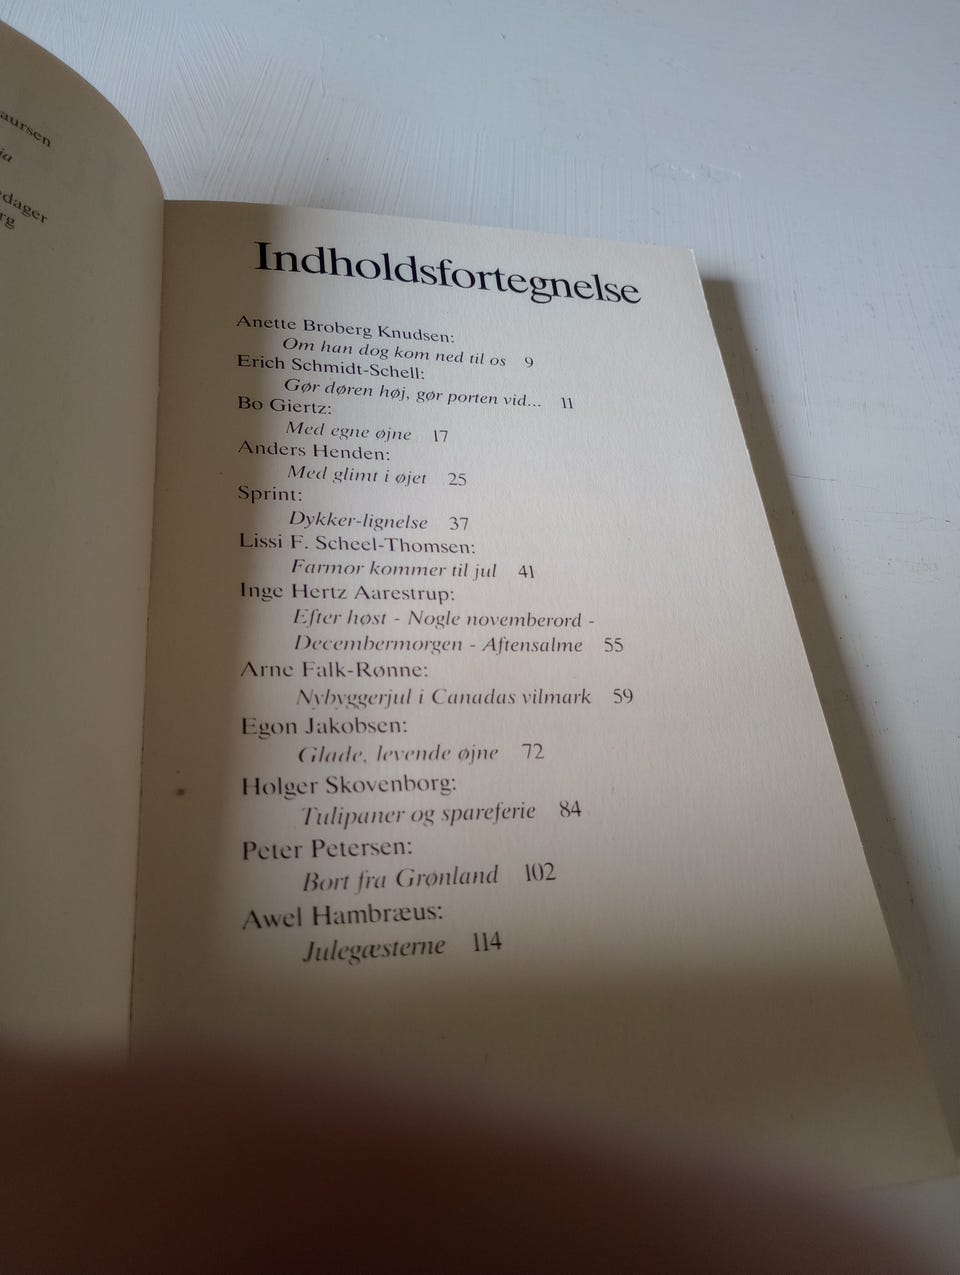 aursen
ia
edager
rg
Indholdsfortegnelse
Anette Broberg Knudsen:
Om han dog kom ned til os 9
Erich Schmidt-Schell:
Gør døren høj, gør porten vid... 11
Bo Giertz:
Med egne øjne 17
Anders Henden:
Med glimt i øjet 25
Sprint:
Dykker-lignelse 37
Lissi F. Scheel-Thomsen:
Farmor kommer til jul 41
Inge Hertz Aarestrup:
Efter høst - Nogle novemberord -
Decembermorgen - Aftensalme 55
Arne Falk-Rønne:
Nybyggerjul i Canadas vilmark 59
Egon Jakobsen:
Glade, levende øjne 72
Holger Skovenborg:
Tulipaner og spareferie 84
Peter Petersen:
Bort fra Grønland 102
Awel Hambræus:
Julegæsterne 114